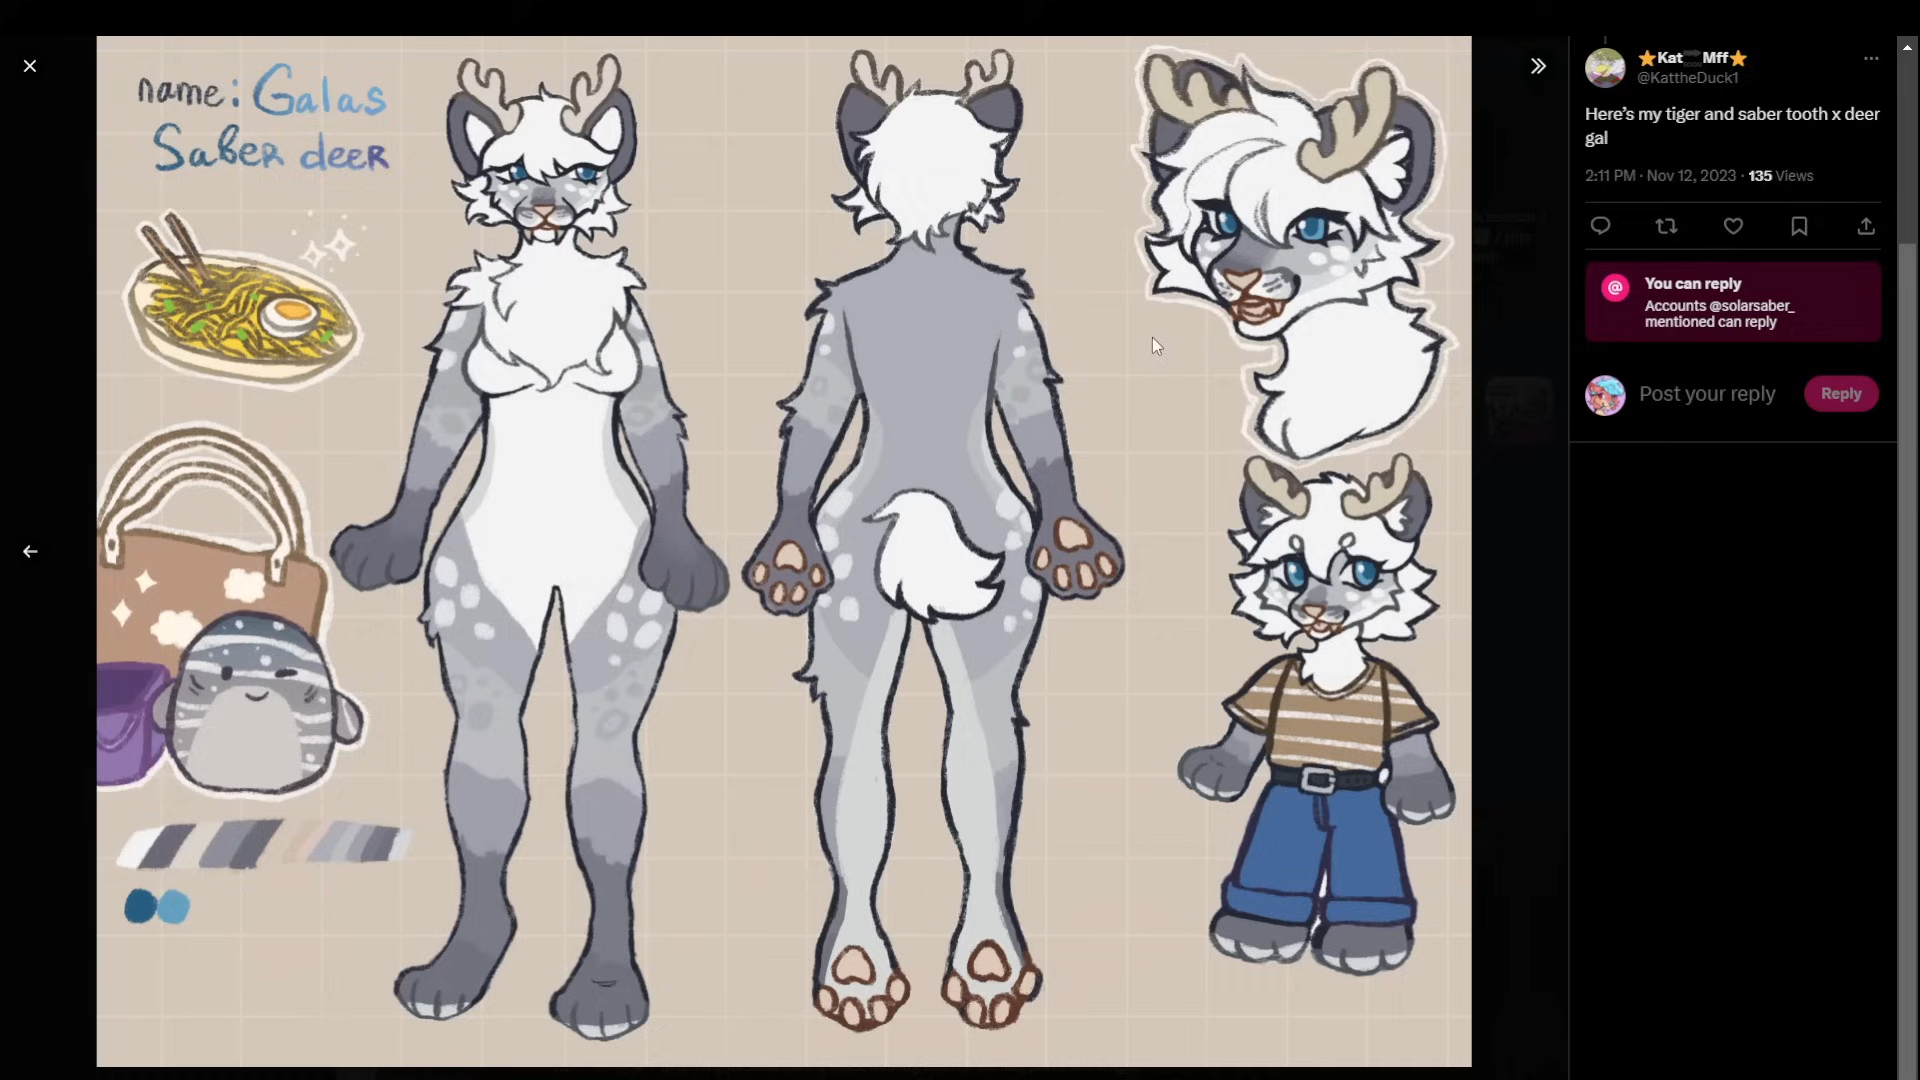 name: Galas
Saber deer
⭐Kat🔜Mff⭐
@KattheDuck1
Here's my tiger and saber tooth x deer
gal
2:11 PM · Nov 12, 2023 · 135 Views
@
You can reply
Accounts @solarsaber_
mentioned can reply
Post your reply
Reply